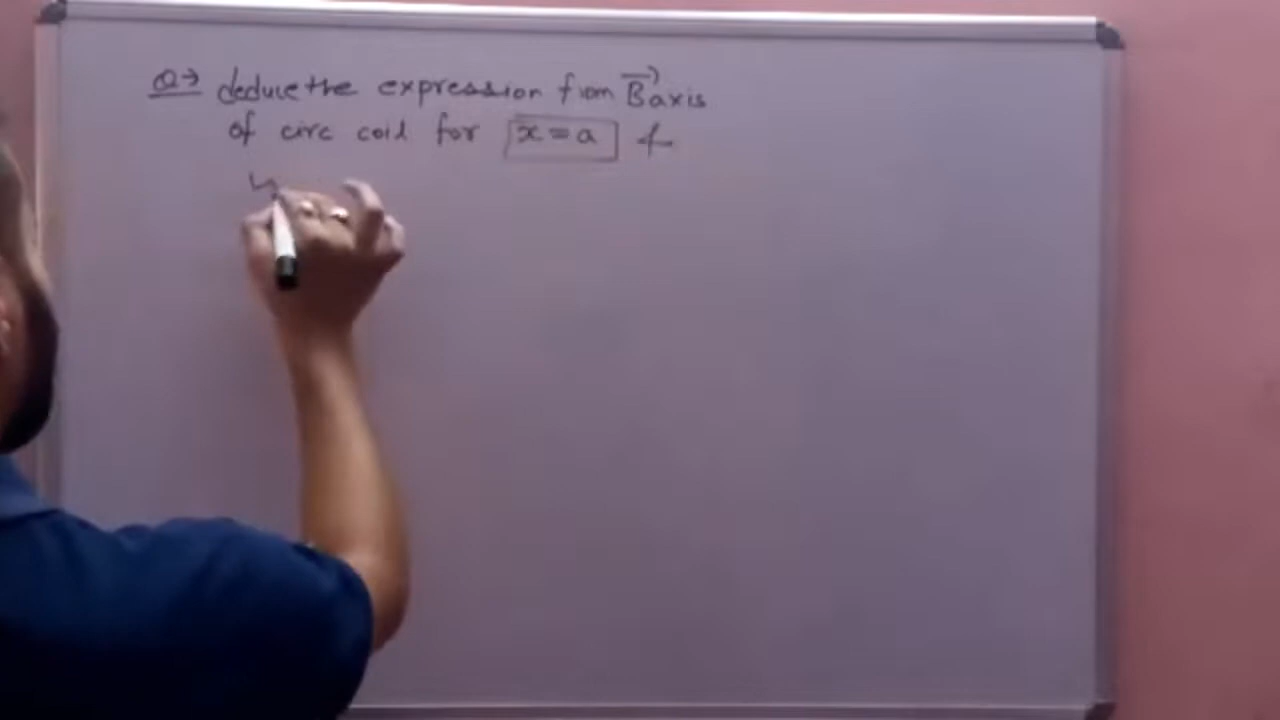 Q→ deduce the expression from B⃗ axis
of circ coil for x = a &